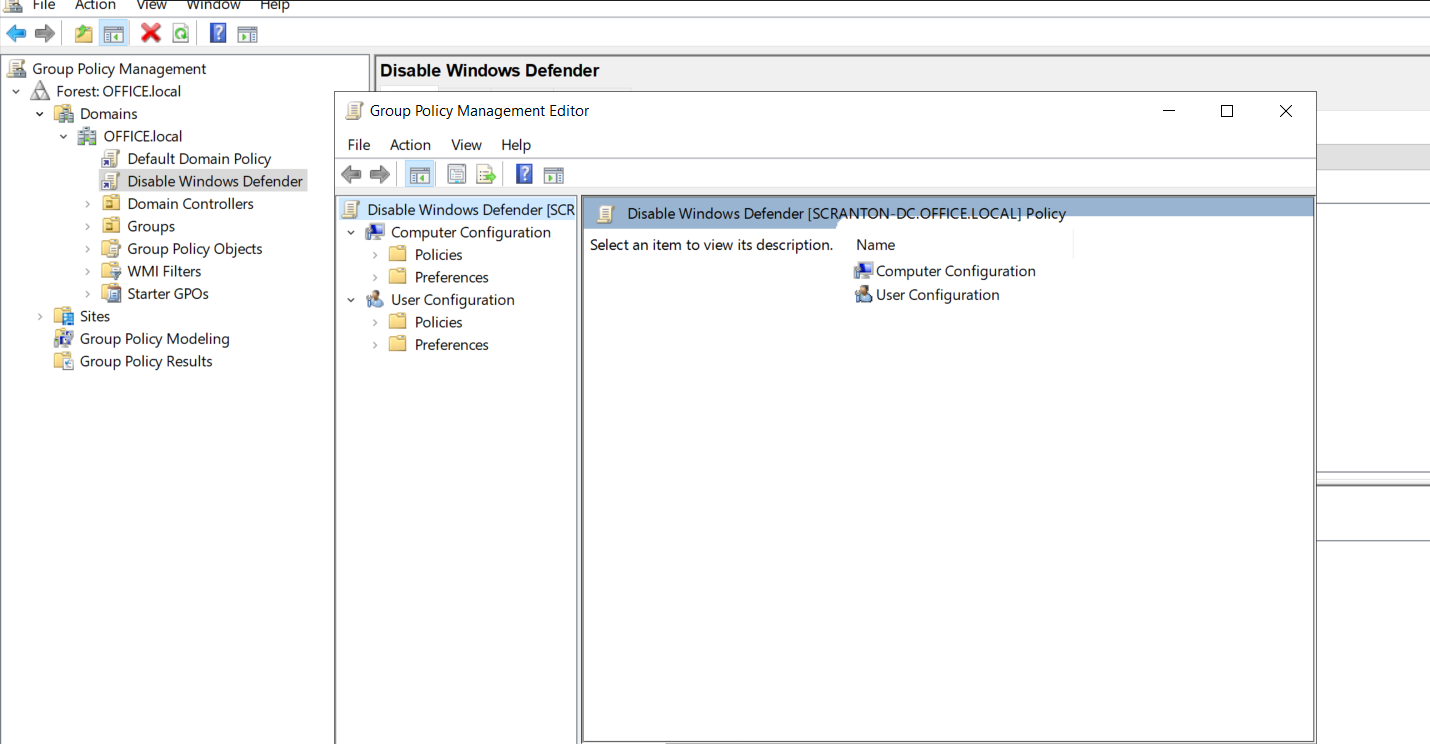 File Action View Window Help
Group Policy Management
Forest: OFFICE.local
Domains
OFFICE.local
Default Domain Policy
Disable Windows Defender
Domain Controllers
Groups
Group Policy Objects
WMI Filters
Starter GPOs
Sites
Group Policy Modeling
Group Policy Results
Disable Windows Defender
Group Policy Management Editor
File Action View Help
Disable Windows Defender [SCR
Computer Configuration
Policies
Preferences
User Configuration
Policies
Preferences
Disable Windows Defender [SCRANTON-DC.OFFICE.LOCAL] Policy
Select an item to view its description.
Name
Computer Configuration
User Configuration